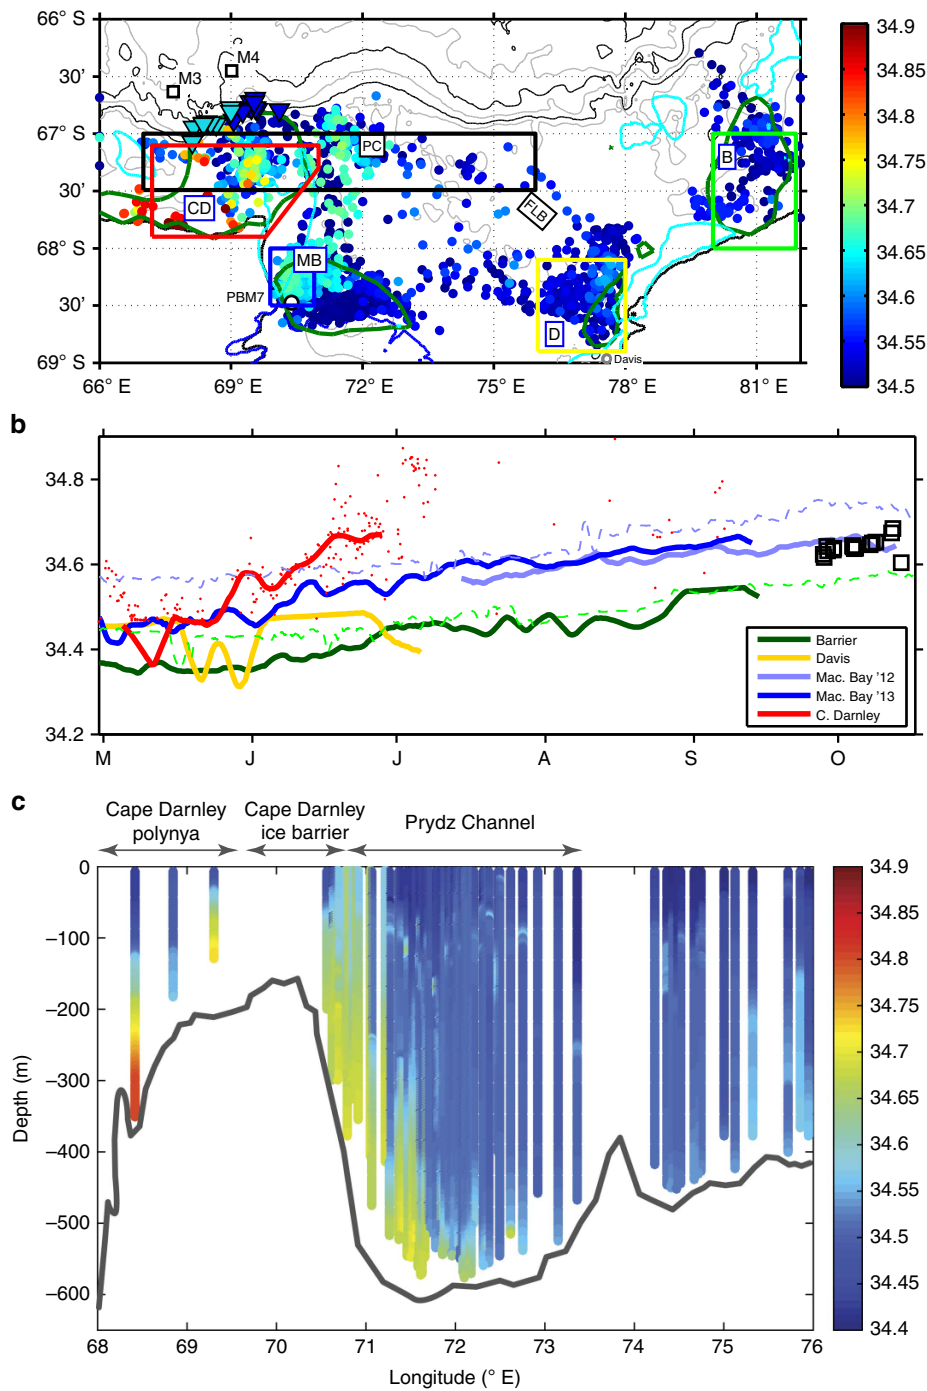 66° S
30'
67° S
30'
68° S
30'
69° S
66° E
69° E
72° E
75° E
78° E
81° E
M3
M4
PC
CD
FLB
B
MB
PBM7
D
Davis
34.9
34.85
34.8
34.75
34.7
34.65
34.6
34.55
34.5
b
34.8
34.6
34.4
34.2
M
J
J
A
S
O
Barrier
Davis
Mac. Bay '12
Mac. Bay '13
C. Darnley
c
Cape Darnley
polynya
Cape Darnley
ice barrier
Prydz Channel
0
−100
−200
−300
−400
−500
−600
Depth (m)
68
69
70
71
72
73
74
75
76
Longitude (° E)
34.9
34.85
34.8
34.75
34.7
34.65
34.6
34.55
34.5
34.45
34.4